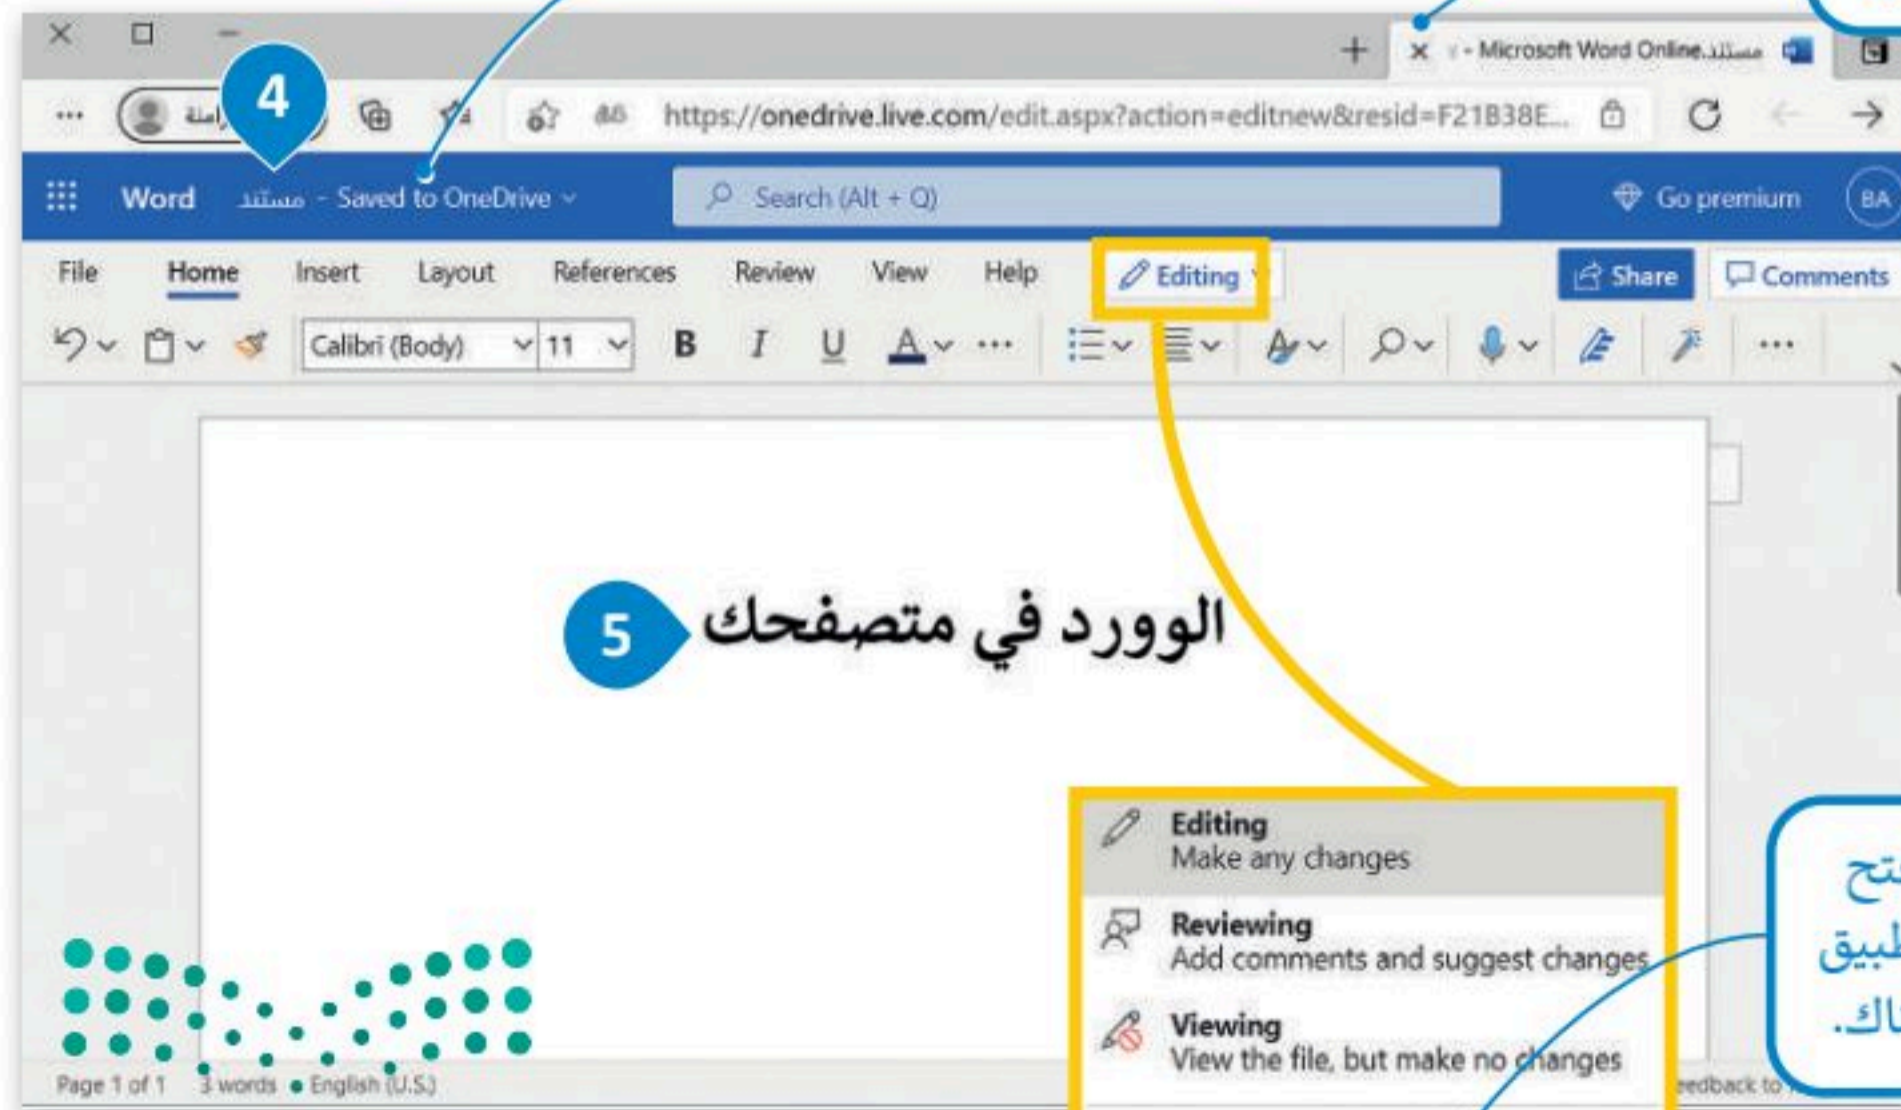 + × - Microsoft Word Online.مستند
https://onedrive.live.com/edit.aspx?action=editnew&resid=F21B38E...
4
Word مستند - Saved to OneDrive
Search (Alt + Q)
Go premium
BA
File Home Insert Layout References Review View Help Editing Share Comments
Calibri (Body) 11 B I U A ...
5
الوورد في متصفحك
Editing
Make any changes
Reviewing
Add comments and suggest changes
Viewing
View the file, but make no changes
Page 1 of 1 3 words English (U.S.)